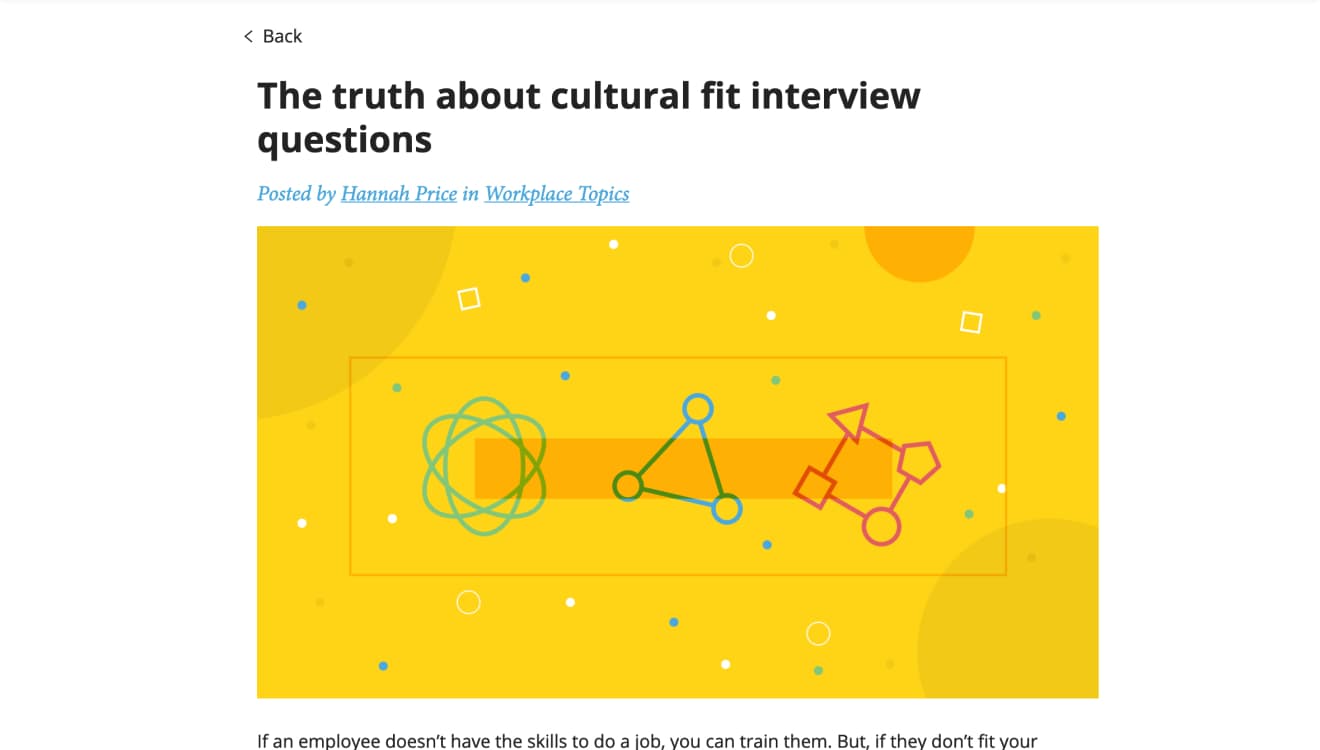 Back
The truth about cultural fit interview
questions
Posted by Hannah Price in Workplace Topics
If an employee doesn’t have the skills to do a job, you can train them. But, if they don’t fit your